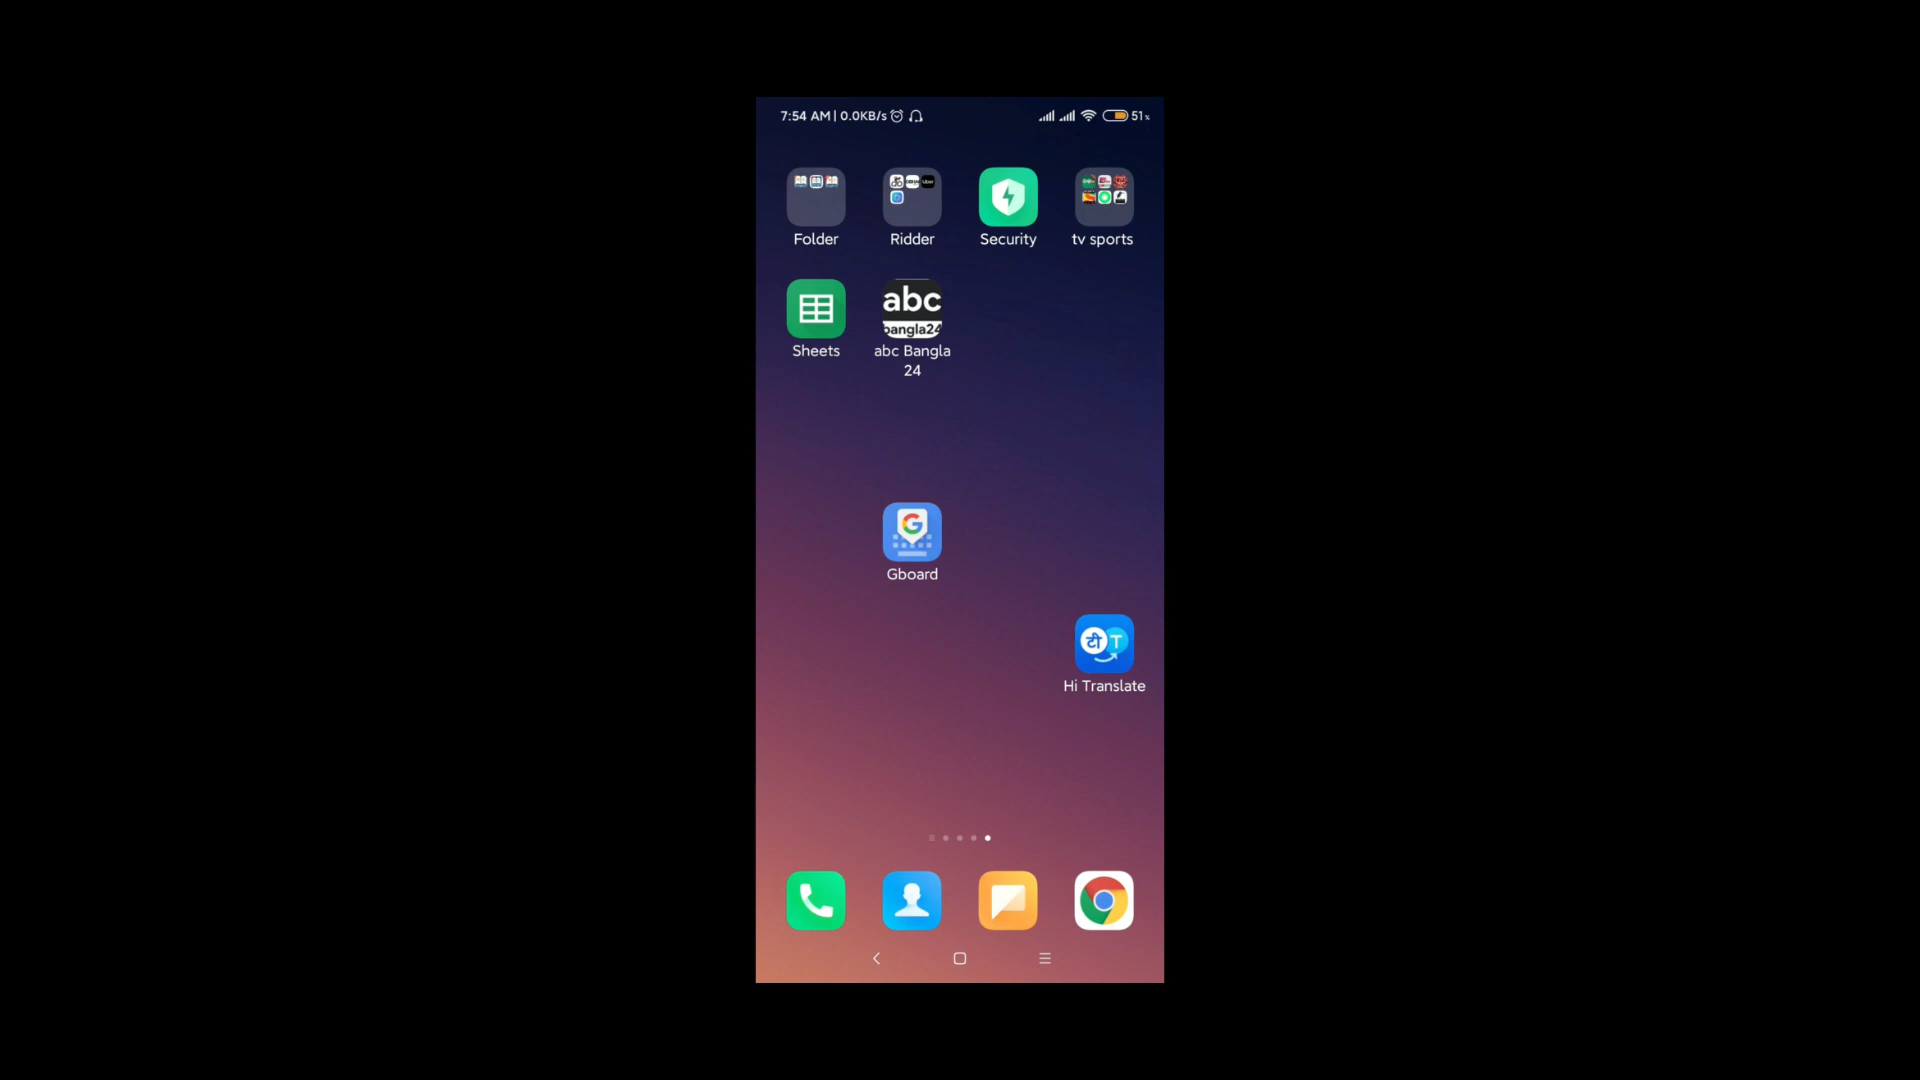 7:54 AM | 0.0KB/s 51%
Folder Ridder Security tv sports
abc
bangla24
Sheets abc Bangla
24
G
Gboard
टी T
Hi Translate